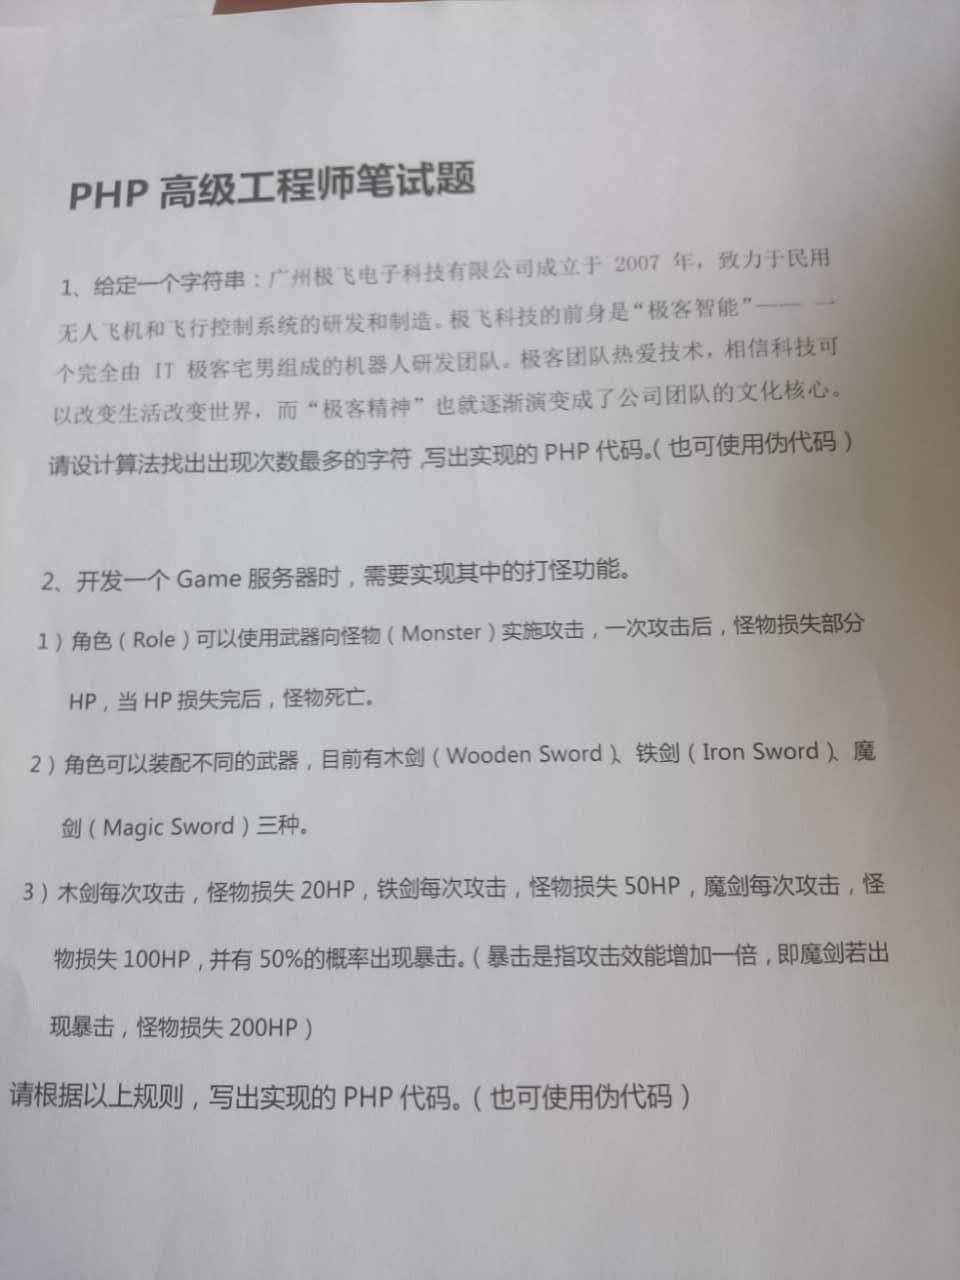 PHP 高级工程师笔试题
1、给定一个字符串：广州极飞电子科技有限公司成立于 2007 年，致力于民用
无人飞机和飞行控制系统的研发和制造。极飞科技的前身是“极客智能”—— 一
个完全由 IT 极客宅男组成的机器人研发团队。极客团队热爱技术，相信科技可
以改变生活改变世界，而“极客精神”也就逐渐演变成了公司团队的文化核心。
请设计算法找出出现次数最多的字符，写出实现的 PHP 代码。（也可使用伪代码）
2、开发一个 Game 服务器时，需要实现其中的打怪功能。
1）角色（Role）可以使用武器向怪物（Monster）实施攻击，一次攻击后，怪物损失部分
HP，当 HP 损失完后，怪物死亡。
2）角色可以装配不同的武器，目前有木剑（Wooden Sword）、铁剑（Iron Sword）、魔
剑（Magic Sword）三种。
3）木剑每次攻击，怪物损失 20HP，铁剑每次攻击，怪物损失 50HP，魔剑每次攻击，怪
物损失 100HP，并有 50%的概率出现暴击。（暴击是指攻击效能增加一倍，即魔剑若出
现暴击，怪物损失 200HP）
请根据以上规则，写出实现的 PHP 代码。（也可使用伪代码）